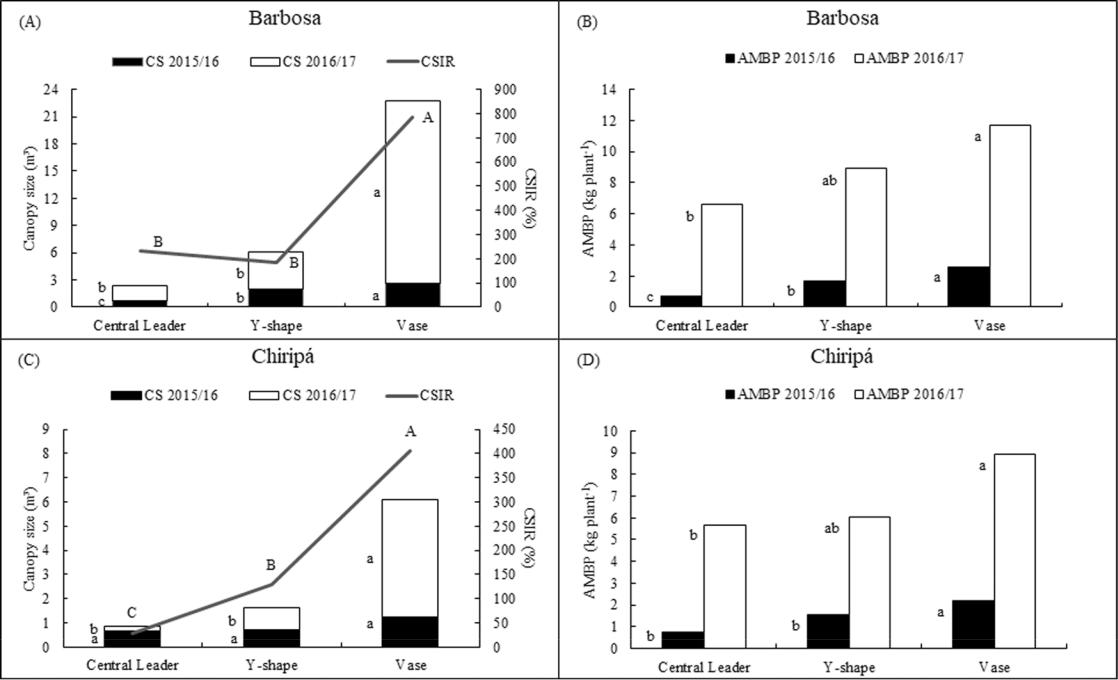 (A)
Barbosa
CS 2015/16 CS 2016/17 CSIR
Canopy size (m³)
24
21
18
15
12
9
6
3
0
CSIR (%)
900
800
700
600
500
400
300
200
100
0
b
c
B
b
b
B
a
a
A
Central Leader Y-shape Vase
(B)
Barbosa
AMBP 2015/16 AMBP 2016/17
AMBP (kg plant-1)
14
12
10
8
6
4
2
0
c
b
b
ab
a
a
Central Leader Y-shape Vase
(C)
Chiripá
CS 2015/16 CS 2016/17 CSIR
Canopy size (m³)
9
8
7
6
5
4
3
2
1
0
CSIR (%)
450
400
350
300
250
200
150
100
50
0
b
a
C
b
a
B
a
a
A
Central Leader Y-shape Vase
(D)
Chiripá
AMBP 2015/16 AMBP 2016/17
AMBP (kg plant-1)
10
9
8
7
6
5
4
3
2
1
0
b
b
b
ab
a
a
Central Leader Y-shape Vase